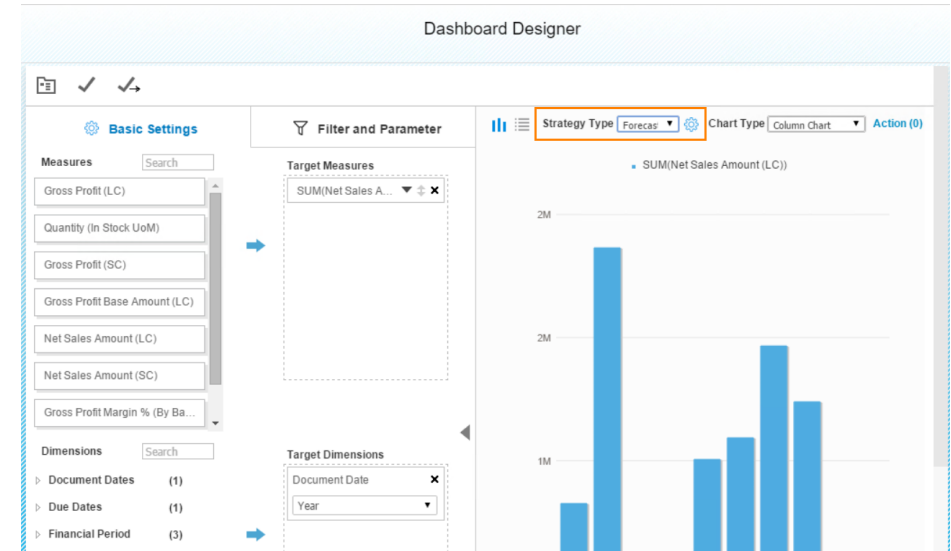 Dashboard Designer
Basic Settings
Filter and Parameter
Strategy Type Forecas Chart Type Column Chart Action (0)
Measures Search
Gross Profit (LC)
Quantity (In Stock UoM)
Gross Profit (SC)
Gross Profit Base Amount (LC)
Net Sales Amount (LC)
Net Sales Amount (SC)
Gross Profit Margin % (By Ba...
Dimensions Search
Document Dates (1)
Due Dates (1)
Financial Period (3)
Target Measures
SUM(Net Sales A...
Target Dimensions
Document Date
Year
SUM(Net Sales Amount (LC))
2M
2M
1M